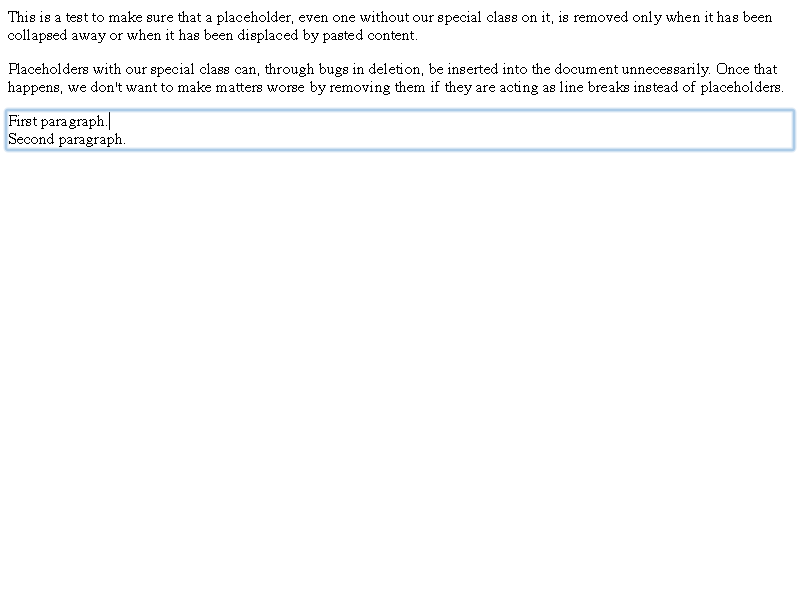 This is a test to make sure that a placeholder, even one without our special class on it, is removed only when it has been
collapsed away or when it has been displaced by pasted content.
Placeholders with our special class can, through bugs in deletion, be inserted into the document unnecessarily. Once that
happens, we don't want to make matters worse by removing them if they are acting as line breaks instead of placeholders.
First paragraph.
Second paragraph.